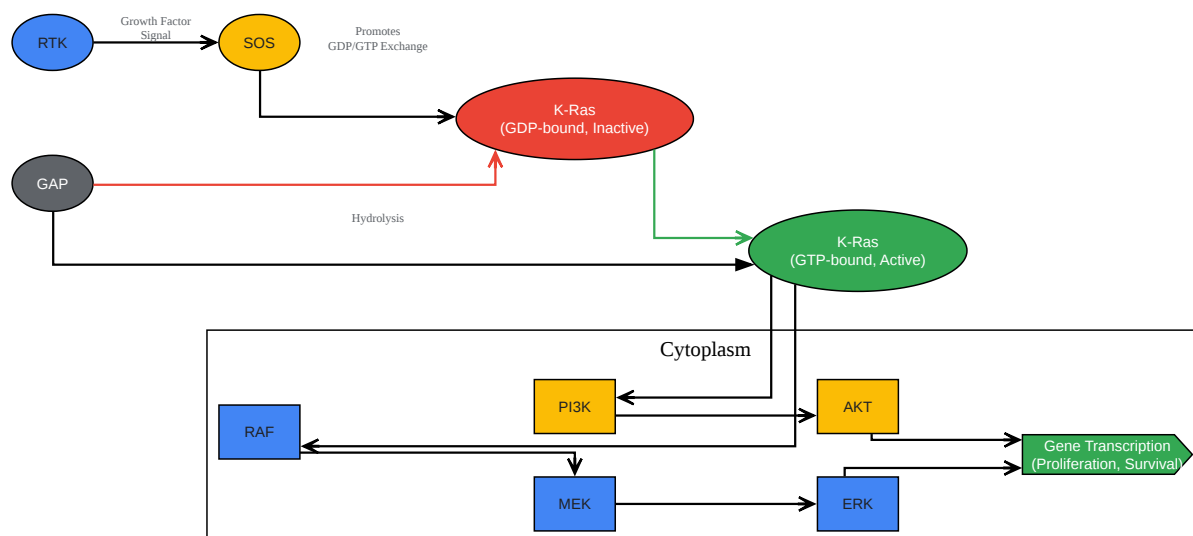 RTK
Growth Factor
Signal
SOS
Promotes
GDP/GTP Exchange
K-Ras
(GDP-bound, Inactive)
GAP
Hydrolysis
K-Ras
(GTP-bound, Active)
Cytoplasm
PI3K
AKT
RAF
Gene Transcription
(Proliferation, Survival)
MEK
ERK